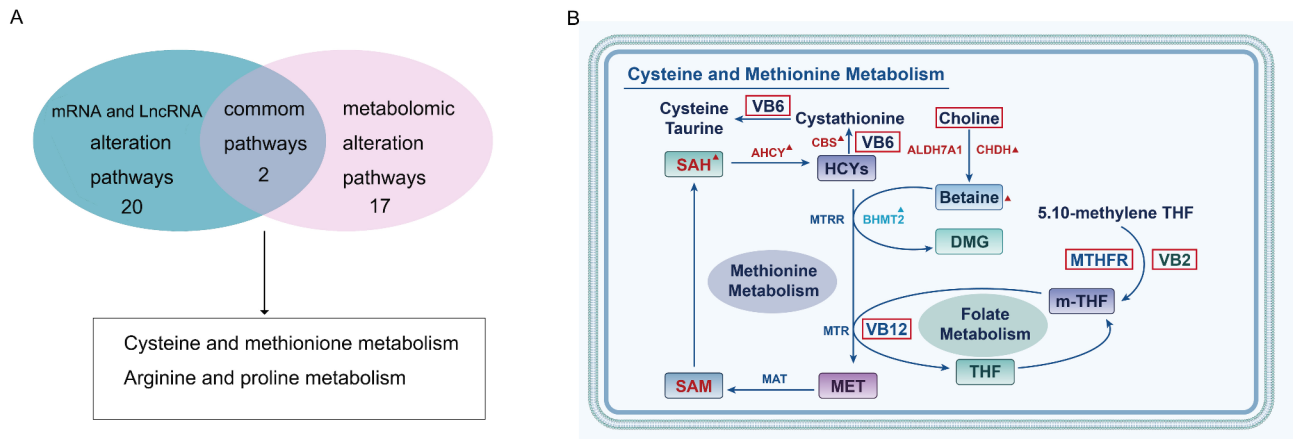 A
mRNA and LncRNA
alteration
pathways
20
commom
pathways
2
metabolomic
alteration
pathways
17
Cysteine and methionione metabolism
Arginine and proline metabolism
B
Cysteine and Methionine Metabolism
Cysteine
Taurine
VB6
Cystathionine
Choline
SAH▲
AHCY▲
CBS▲
VB6
HCYs
ALDH7A1
CHDH▲
Betaine▲
MTRR
BHMT2▲
DMG
5.10-methylene THF
MTHFR
VB2
Methionine
Metabolism
m-THF
MTR
VB12
Folate
Metabolism
THF
SAM
MAT
MET